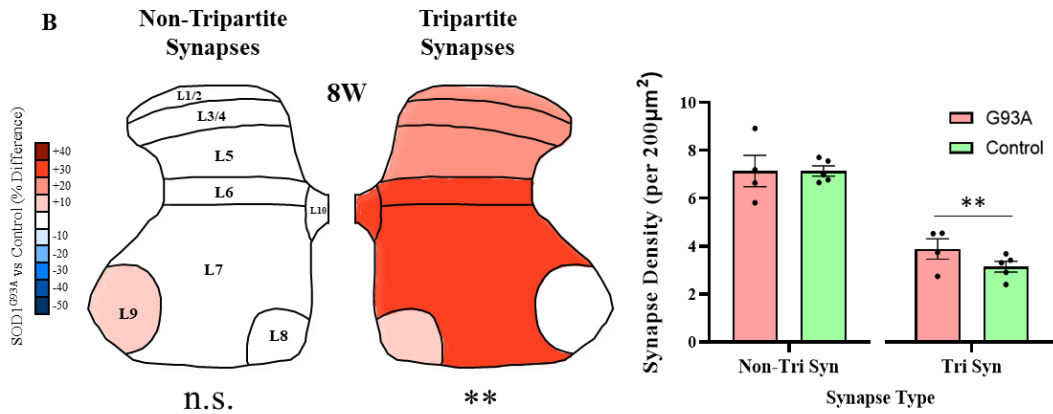 B
Non-Tripartite
Synapses
Tripartite
Synapses
8W
SOD1ᴳ⁹³ᴬ vs Control (% Difference)
+40
+30
+20
+10
-10
-20
-30
-40
-50
L1/2
L3/4
L5
L6
L10
L7
L9
L8
n.s.
**
Synapse Density (per 200µm²)
10
8
6
4
2
0
G93A
Control
**
Non-Tri Syn
Tri Syn
Synapse Type